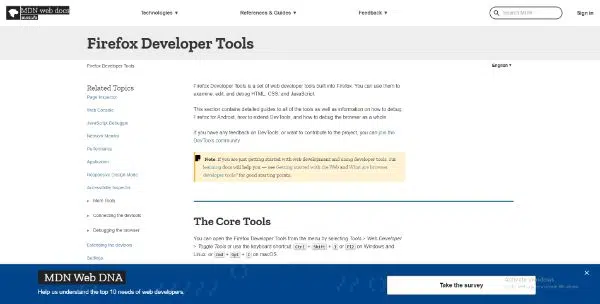 MDN web docs
moz://a
Technologies ▾
References & Guides ▾
Feedback ▾
Search MDN
Sign in
Firefox Developer Tools
Firefox Developer Tools
English ▾
Related Topics
Page Inspector
Web Console
JavaScript Debugger
Network Monitor
Performance
Application
Responsive Design Mode
Accessibility Inspector
▸ More Tools
▸ Connecting the devtools
▸ Debugging the browser
Extending the devtools
Settings
Firefox Developer Tools is a set of web developer tools built into Firefox. You can use them to
examine, edit, and debug HTML, CSS, and JavaScript.
This section contains detailed guides to all of the tools as well as information on how to debug
Firefox for Android, how to extend DevTools, and how to debug the browser as a whole.
If you have any feedback on DevTools, or want to contribute to the project, you can join the
DevTools community.
Note: If you are just getting started with web development and using developer tools, our
learning docs will help you — see Getting started with the Web and What are browser
developer tools? for good starting points.
The Core Tools
You can open the Firefox Developer Tools from the menu by selecting Tools > Web Developer
> Toggle Tools or use the keyboard shortcut Ctrl + Shift + I or F12 on Windows and
Linux, or Cmd + Opt + I on macOS.
MDN Web DNA
Help us understand the top 10 needs of web developers.
Take the survey
Activate Windows
×